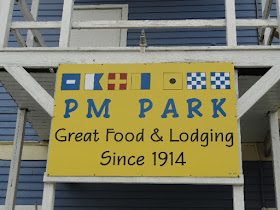 PM PARK
Great Food & Lodging
Since 1914